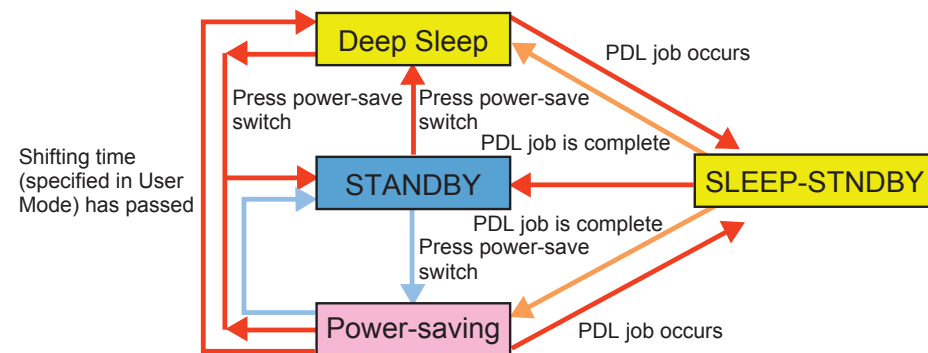 Deep Sleep
PDL job occurs
Press power-save
switch
Press power-save
switch
PDL job is complete
Shifting time
(specified in User
Mode) has passed
STANDBY
SLEEP-STNDBY
PDL job is complete
Press power-save
switch
Power-saving
PDL job occurs